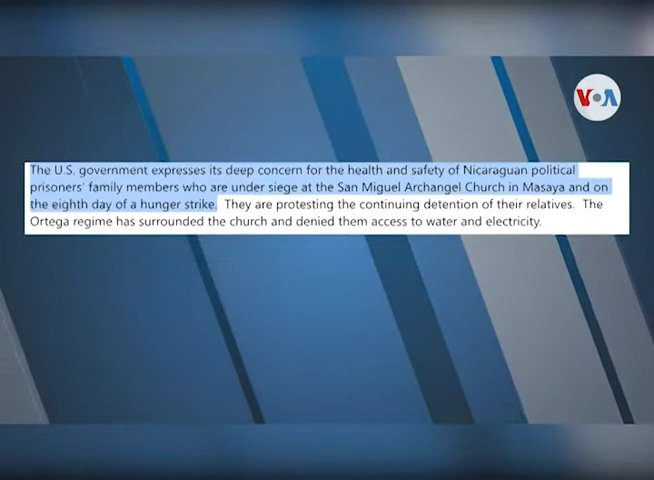 VOA
The U.S. government expresses its deep concern for the health and safety of Nicaraguan political
prisoners' family members who are under siege at the San Miguel Archangel Church in Masaya and on
the eighth day of a hunger strike. They are protesting the continuing detention of their relatives. The
Ortega regime has surrounded the church and denied them access to water and electricity.